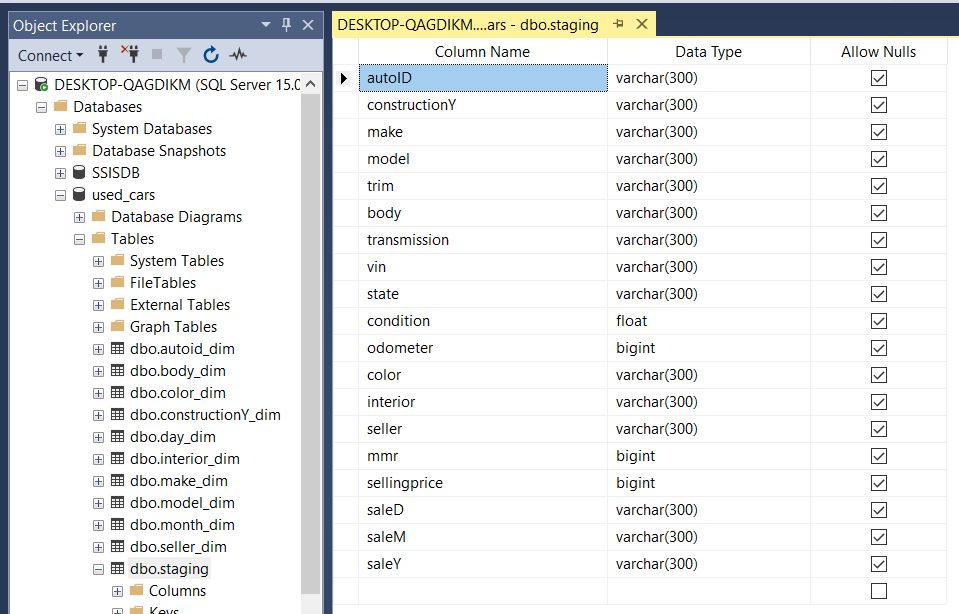 Object Explorer
Connect
DESKTOP-QAGDIKM (SQL Server 15.0
Databases
System Databases
Database Snapshots
SSISDB
used_cars
Database Diagrams
Tables
System Tables
FileTables
External Tables
Graph Tables
dbo.autoid_dim
dbo.body_dim
dbo.color_dim
dbo.constructionY_dim
dbo.day_dim
dbo.interior_dim
dbo.make_dim
dbo.model_dim
dbo.month_dim
dbo.seller_dim
dbo.staging
Columns
Keys
DESKTOP-QAGDIKM....ars - dbo.staging
Column Name Data Type Allow Nulls
autoID varchar(300)
constructionY varchar(300)
make varchar(300)
model varchar(300)
trim varchar(300)
body varchar(300)
transmission varchar(300)
vin varchar(300)
state varchar(300)
condition float
odometer bigint
color varchar(300)
interior varchar(300)
seller varchar(300)
mmr bigint
sellingprice bigint
saleD varchar(300)
saleM varchar(300)
saleY varchar(300)